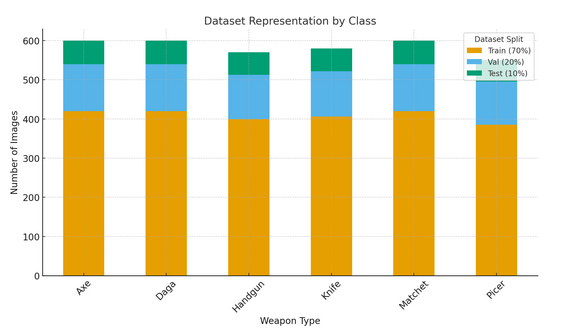 Dataset Representation by Class
Dataset Split
Train (70%)
Val (20%)
Test (10%)
Number of Images
600
500
400
300
200
100
0
Axe
Daga
Handgun
Knife
Matchet
Picer
Weapon Type